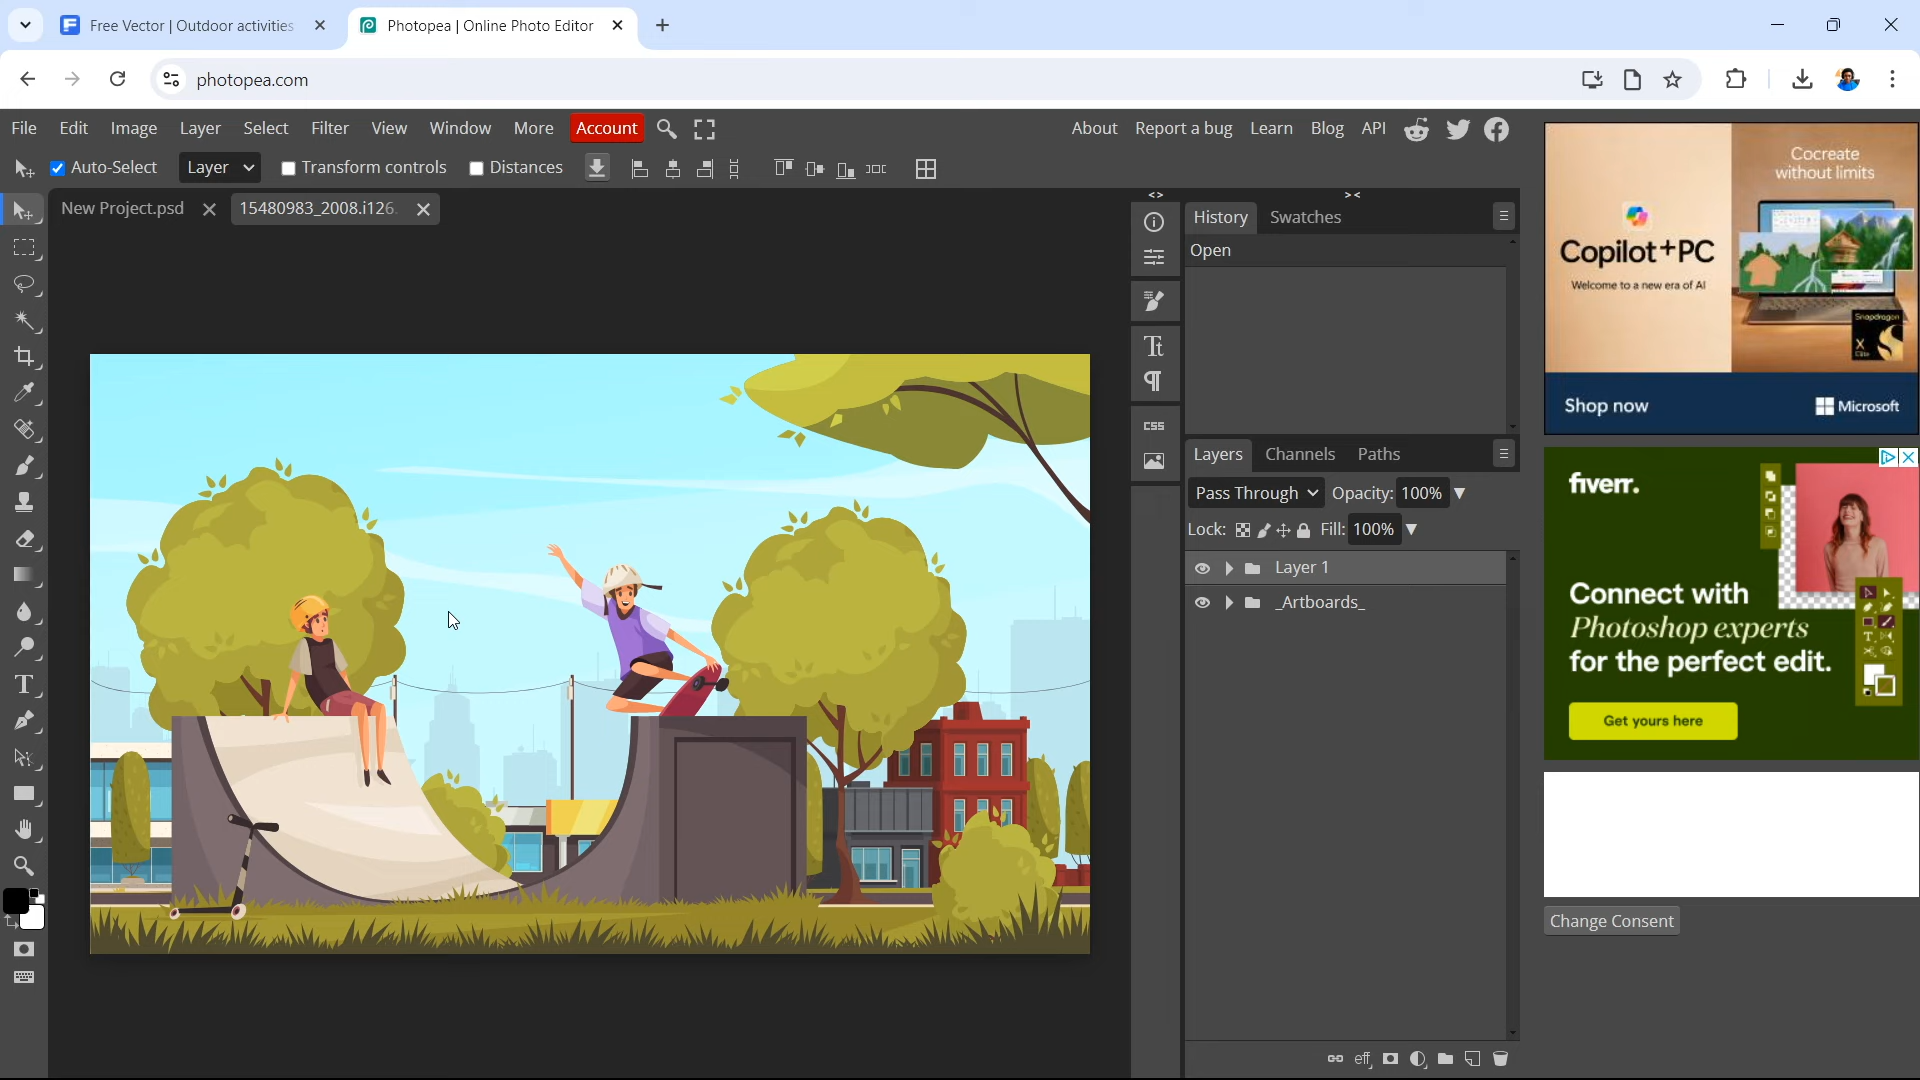 Free Vector | Outdoor activities
Photopea | Online Photo Editor
photopea.com
File Edit Image Layer Select Filter View Window More Account
About Report a bug Learn Blog API
Auto-Select Layer Transform controls Distances
New Project.psd 15480983_2008.i126
History Swatches
Open
Tt
css
Layers Channels Paths
Pass Through Opacity: 100%
Lock: Fill: 100%
Layer 1
_Artboards_
eff
Cocreate
without limits
Copilot+PC
Welcome to a new era of AI
Snapdragon
X
Elite
Shop now Microsoft
fiverr.
Connect with
Photoshop experts
for the perfect edit.
Get yours here
Change Consent